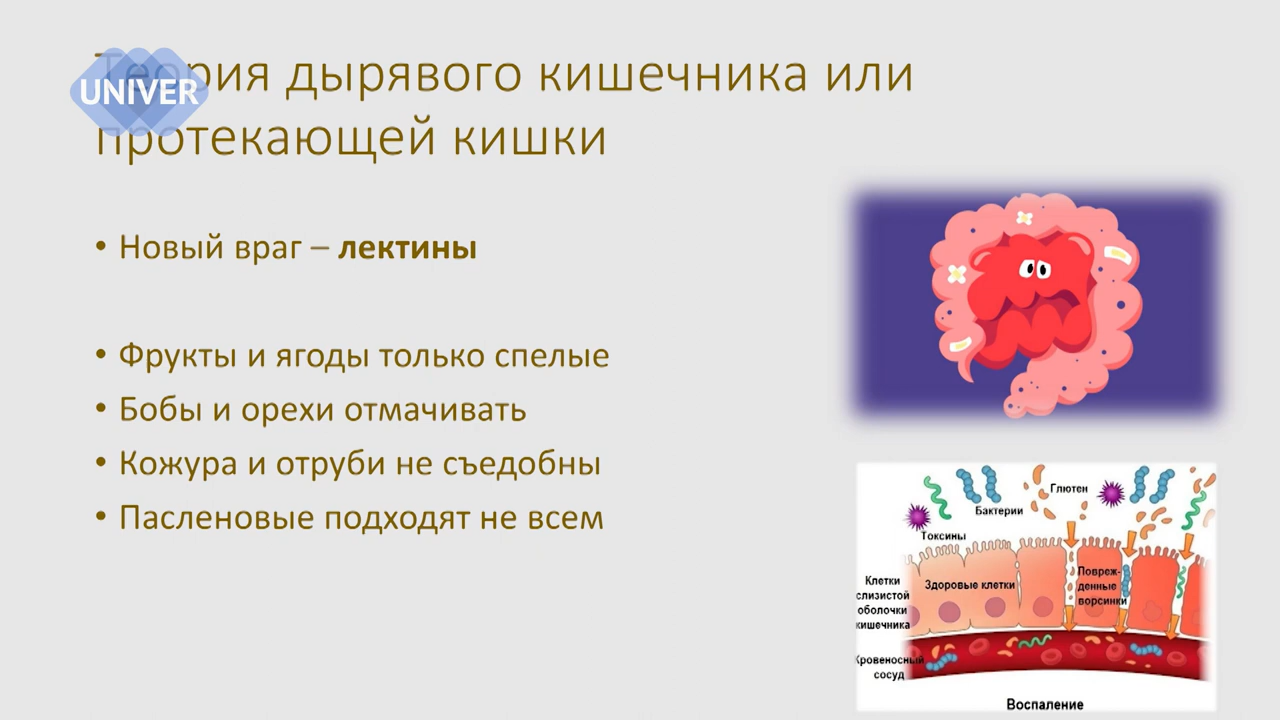 UNIVER
Теория дырявого кишечника или
протекающей кишки
• Новый враг – лектины
• Фрукты и ягоды только спелые
• Бобы и орехи отмачивать
• Кожура и отруби не съедобны
• Пасленовые подходят не всем
Глютен
Бактерии
Токсины
Клетки
слизистой
оболочки
кишечника
Здоровые клетки
Повреж-
денные
ворсинки
Кровеносный
сосуд
Воспаление